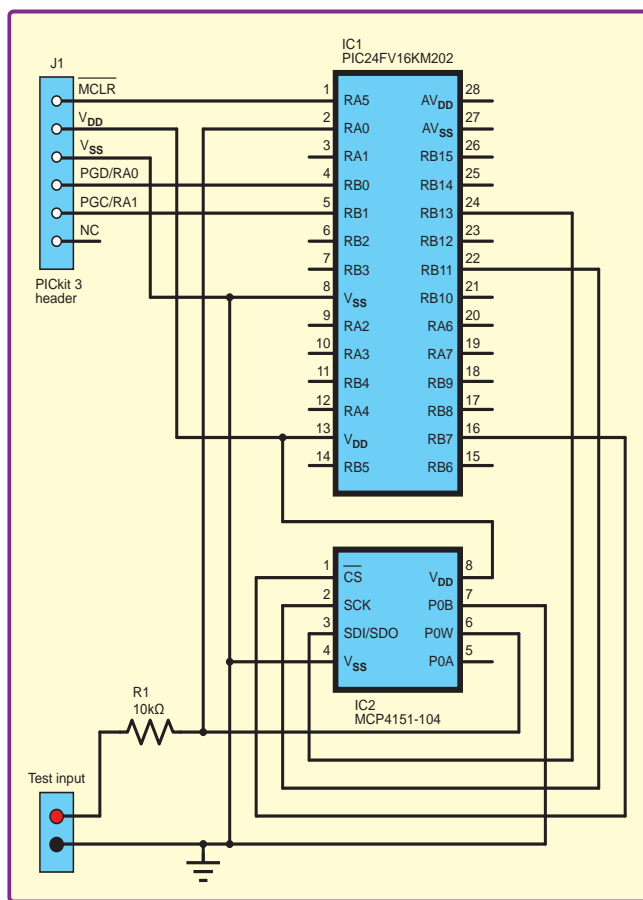 J1
MCLR
VDD
VSS
PGD/RA0
PGC/RA1
NC
PICkit 3
header
IC1
PIC24FV16KM202
1 RA5 AVDD 28
2 RA0 AVSS 27
3 RA1 RB15 26
4 RB0 RB14 25
5 RB1 RB13 24
6 RB2 RB12 23
7 RB3 RB11 22
8 VSS RB10 21
9 RA2 RA6 20
10 RA3 RA7 19
11 RB4 RB9 18
12 RA4 RB8 17
13 VDD RB7 16
14 RB5 RB6 15
1 CS VDD 8
2 SCK P0B 7
3 SDI/SDO P0W 6
4 VSS P0A 5
IC2
MCP4151-104
R1
10kΩ
Test input